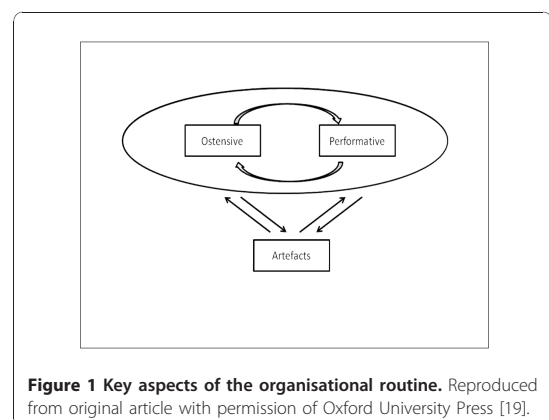 Ostensive Performative
Artefacts
Figure 1 Key aspects of the organisational routine. Reproduced
from original article with permission of Oxford University Press [19].